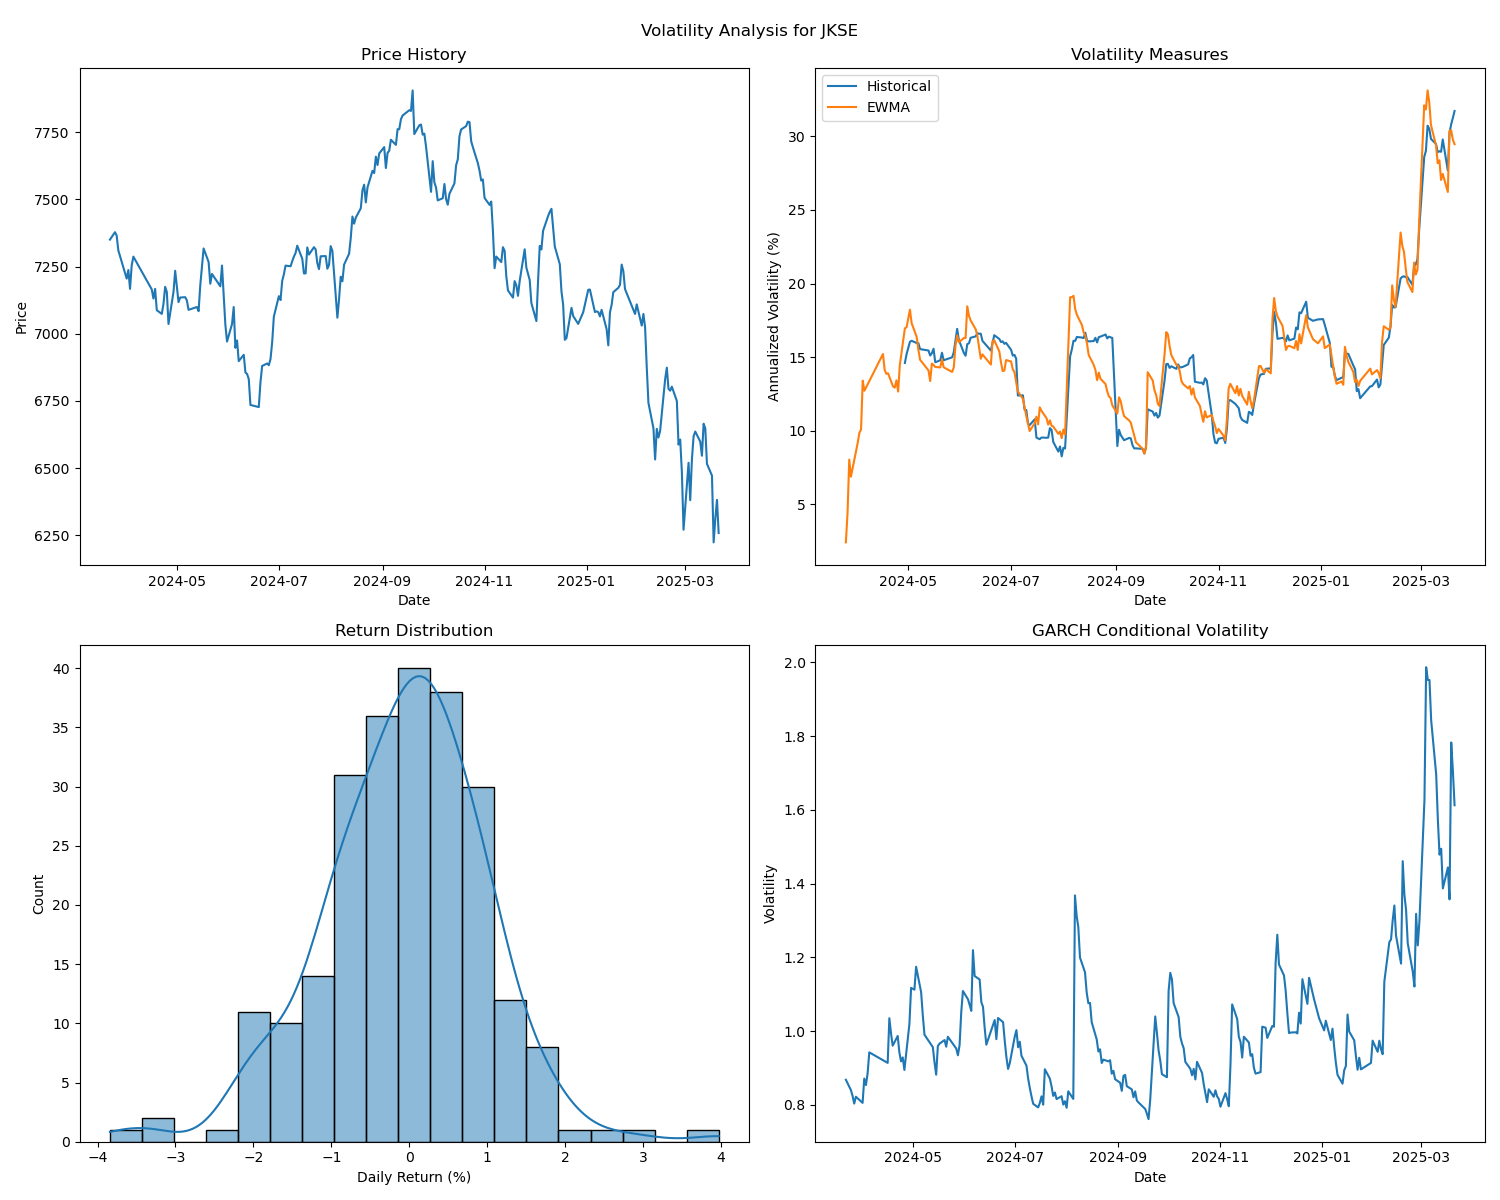 Volatility Analysis for JKSE
Price History
7750
7500
7250
7000
6750
6500
6250
Price
2024-05 2024-07 2024-09 2024-11 2025-01 2025-03
Date
Volatility Measures
Historical
EWMA
30
25
20
15
10
5
Annualized Volatility (%)
2024-05 2024-07 2024-09 2024-11 2025-01 2025-03
Date
Return Distribution
40
35
30
25
20
15
10
5
0
Count
−4 −3 −2 −1 0 1 2 3 4
Daily Return (%)
GARCH Conditional Volatility
2.0
1.8
1.6
1.4
1.2
1.0
0.8
Volatility
2024-05 2024-07 2024-09 2024-11 2025-01 2025-03
Date